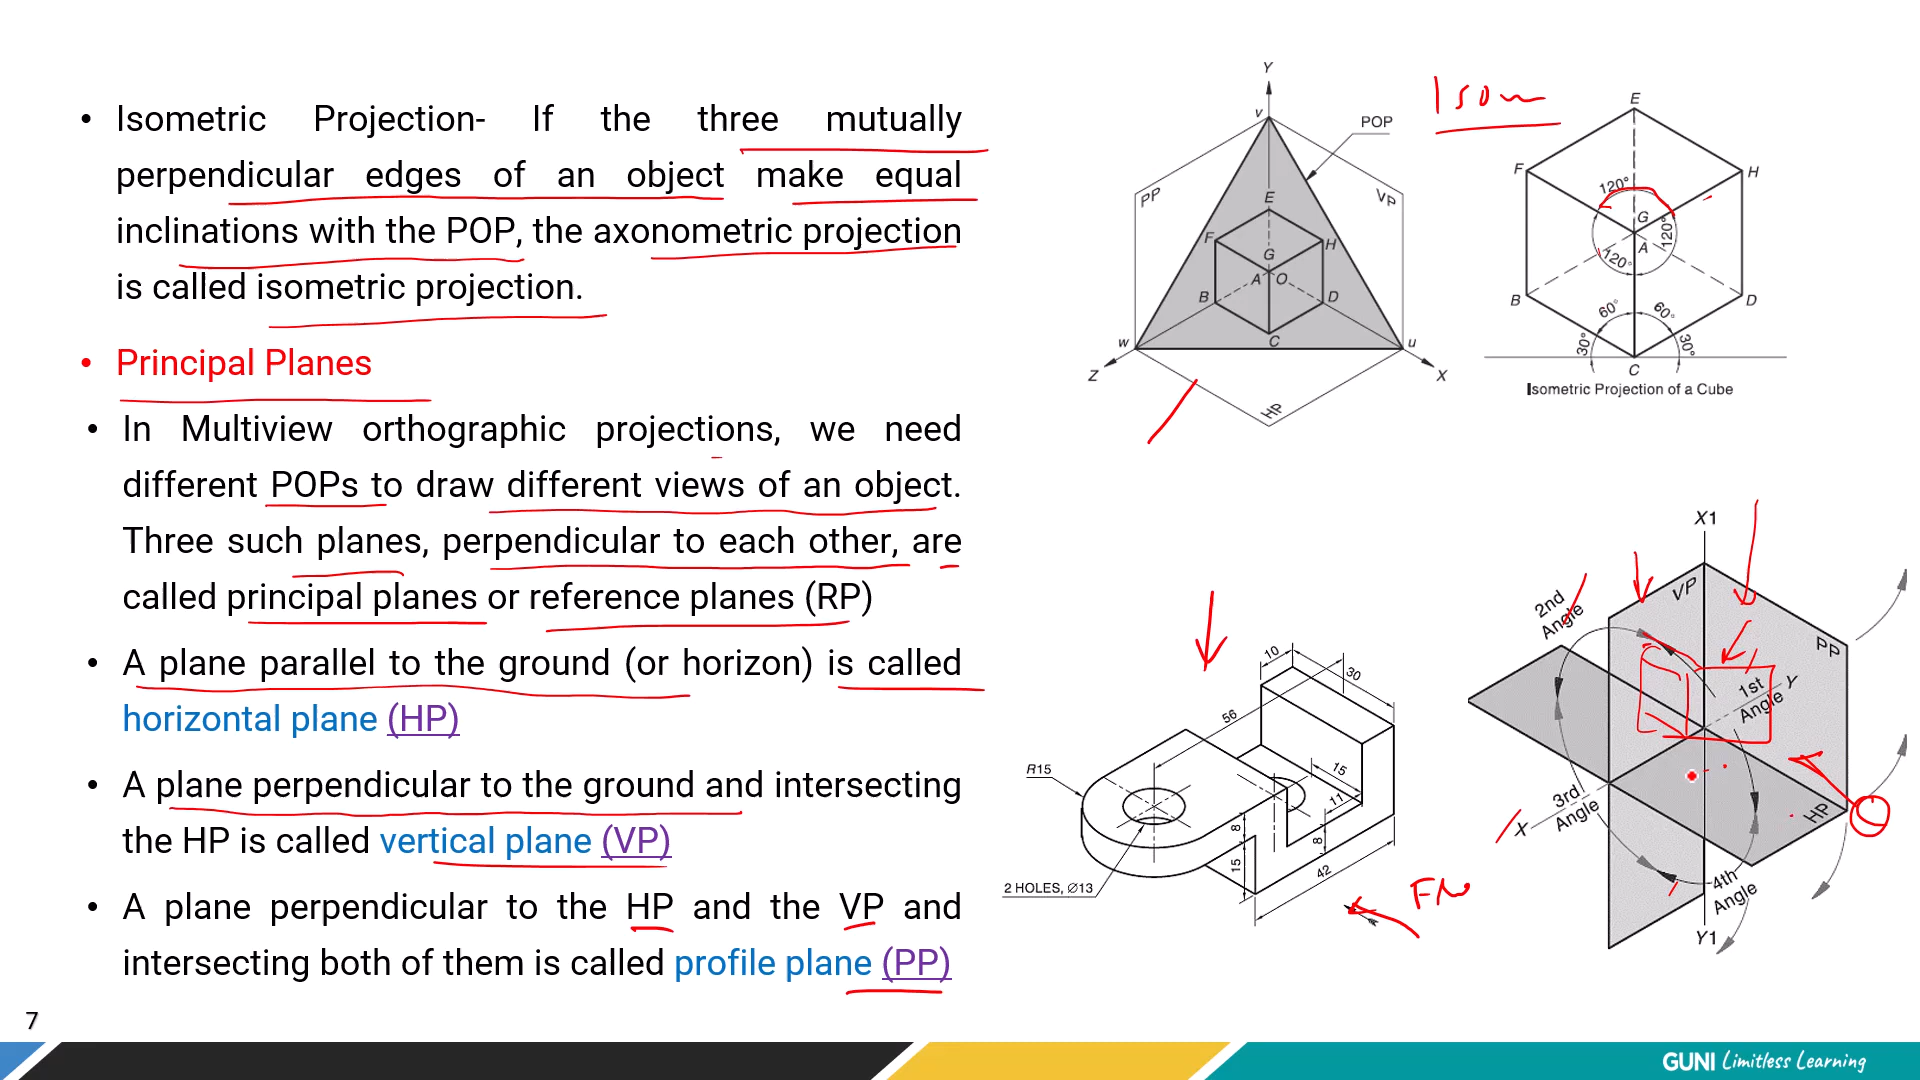 • Isometric Projection- If the three mutually
perpendicular edges of an object make equal
inclinations with the POP, the axonometric projection
is called isometric projection.
• Principal Planes
• In Multiview orthographic projections, we need
different POPs to draw different views of an object.
Three such planes, perpendicular to each other, are
called principal planes or reference planes (RP)
• A plane parallel to the ground (or horizon) is called
horizontal plane (HP)
• A plane perpendicular to the ground and intersecting
the HP is called vertical plane (VP)
• A plane perpendicular to the HP and the VP and
intersecting both of them is called profile plane (PP)
7
Y
v
POP
PP
VP
E
F
H
G
A
O
B
D
C
w
u
Z
X
HP
Isom
E
F
H
120°
G
120°
A
120°
B
D
60°
60°
30°
30°
C
Isometric Projection of a Cube
10
30
56
R15
15
11
8
8
15
42
2 HOLES, Ø13
X1
VP
2nd
Angle
PP
1st
Angle
Y
3rd
Angle
X
HP
4th
Angle
Y1
GUNI Limitless Learning